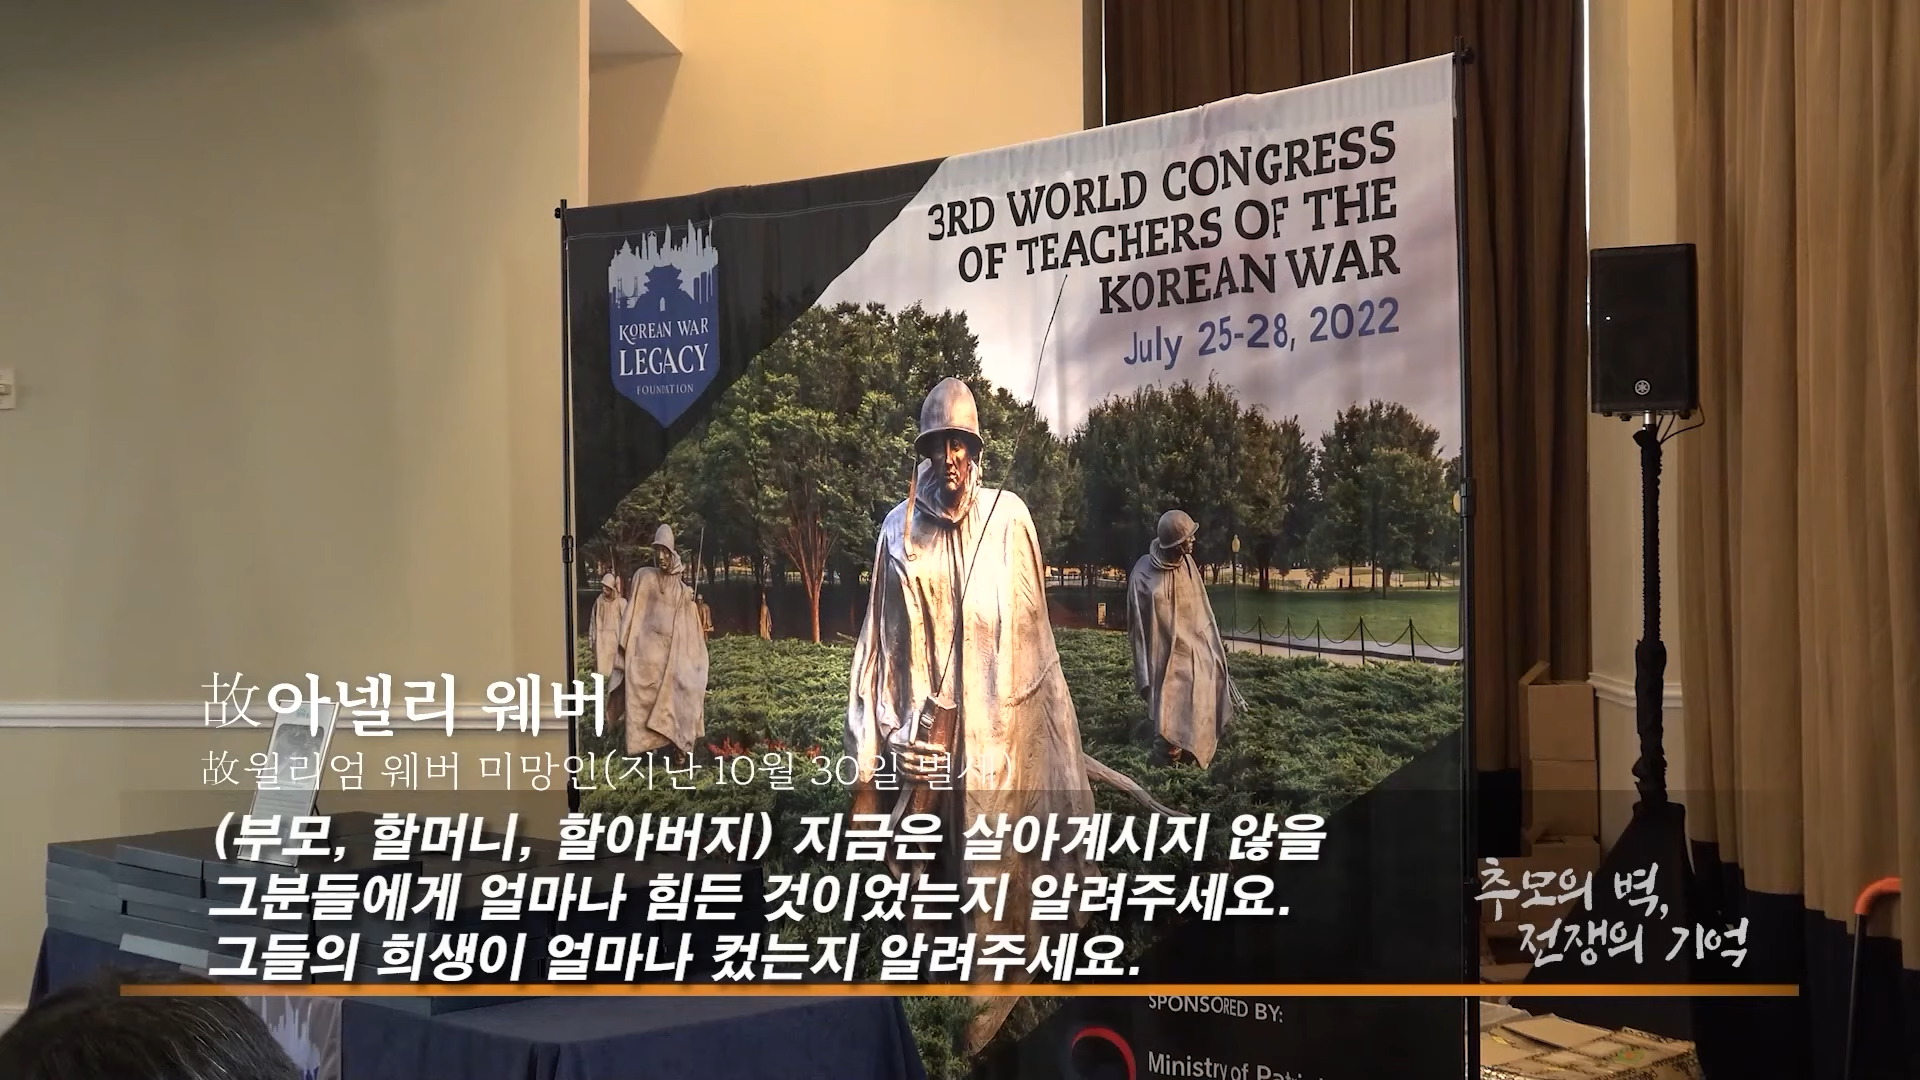 3RD WORLD CONGRESS
OF TEACHERS OF THE
KOREAN WAR
July 25-28, 2022
KOREAN WAR
LEGACY
FOUNDATION
故아넬리 웨버
故윌리엄 웨버 미망인(지난 10월 30일 별세)
(부모, 할머니, 할아버지) 지금은 살아계시지 않을
그분들에게 얼마나 힘든 것이었는지 알려주세요.
그들의 희생이 얼마나 컸는지 알려주세요.
추모의 벽,
전쟁의 기억
SPONSORED BY:
Ministry of